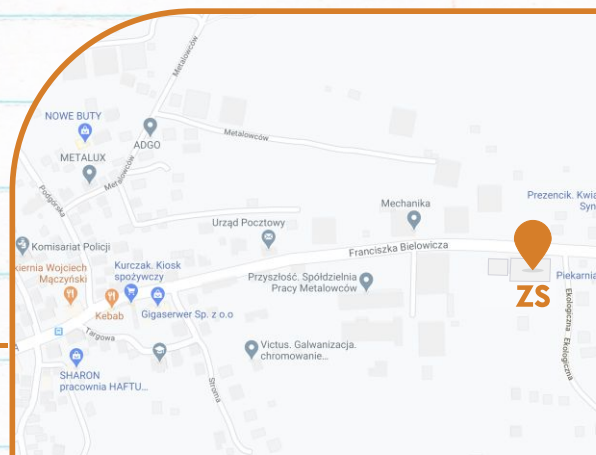 Metalowców
NOWE BUTY
ADGO
Metalowców
METALUX
Metalowców
Podgórska
Mechanika
Prezencik. Kwia
Syn
Urząd Pocztowy
Komisariat Policji
Franciszka Bielowicza
kiernia Wojciech
Mączyński
Kurczak. Kiosk
spożywczy
Przyszłość. Spółdzielnia
Pracy Metalowców
Piekarnia
ZS
Kebab
Gigaserwer Sp. z o.o
Ekologiczna
Ekologiczna
Targowa
Victus. Galwanizacja.
chromowanie...
SHARON
pracownia HAFTU...
Stroma